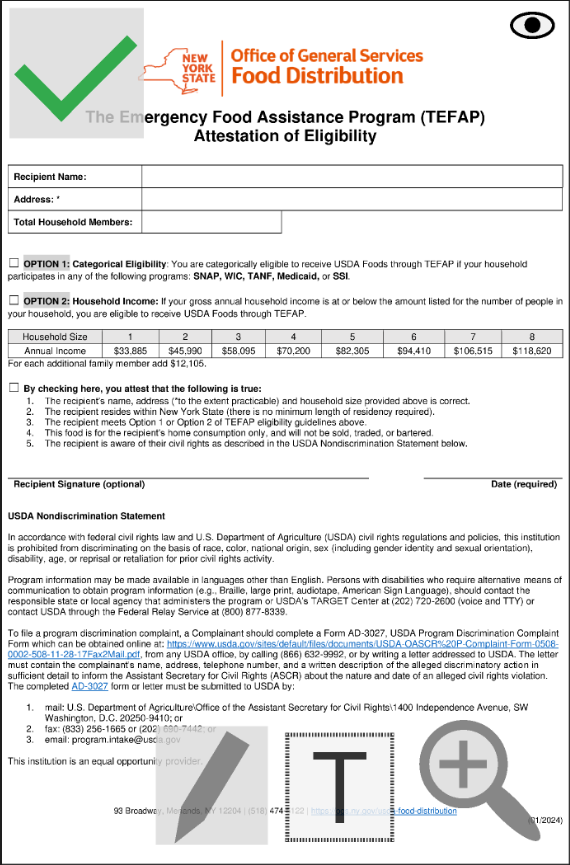 NEW
YORK
STATE
Office of General Services
Food Distribution
The Emergency Food Assistance Program (TEFAP)
Attestation of Eligibility
Recipient Name:
Address: *
Total Household Members:
☐ OPTION 1: Categorical Eligibility: You are categorically eligible to receive USDA Foods through TEFAP if your household
participates in any of the following programs: SNAP, WIC, TANF, Medicaid, or SSI.
☐ OPTION 2: Household Income: If your gross annual household income is at or below the amount listed for the number of people in
your household, you are eligible to receive USDA Foods through TEFAP.
Household Size 1 2 3 4 5 6 7 8
Annual Income $33,885 $45,990 $58,095 $70,200 $82,305 $94,410 $106,515 $118,620
For each additional family member add $12,105.
☐ By checking here, you attest that the following is true:
1. The recipient's name, address (*to the extent practicable) and household size provided above is correct.
2. The recipient resides within New York State (there is no minimum length of residency required).
3. The recipient meets Option 1 or Option 2 of TEFAP eligibility guidelines above.
4. This food is for the recipient's home consumption only, and will not be sold, traded, or bartered.
5. The recipient is aware of their civil rights as described in the USDA Nondiscrimination Statement below.
Recipient Signature (optional) Date (required)
USDA Nondiscrimination Statement
In accordance with federal civil rights law and U.S. Department of Agriculture (USDA) civil rights regulations and policies, this institution
is prohibited from discriminating on the basis of race, color, national origin, sex (including gender identity and sexual orientation),
disability, age, or reprisal or retaliation for prior civil rights activity.
Program information may be made available in languages other than English. Persons with disabilities who require alternative means of
communication to obtain program information (e.g., Braille, large print, audiotape, American Sign Language), should contact the
responsible state or local agency that administers the program or USDA's TARGET Center at (202) 720-2600 (voice and TTY) or
contact USDA through the Federal Relay Service at (800) 877-8339.
To file a program discrimination complaint, a Complainant should complete a Form AD-3027, USDA Program Discrimination Complaint
Form which can be obtained online at: https://www.usda.gov/sites/default/files/documents/USDA-OASCR%20P-Complaint-Form-0508-
0002-508-11-28-17Fax2Mail.pdf, from any USDA office, by calling (866) 632-9992, or by writing a letter addressed to USDA. The letter
must contain the complainant's name, address, telephone number, and a written description of the alleged discriminatory action in
sufficient detail to inform the Assistant Secretary for Civil Rights (ASCR) about the nature and date of an alleged civil rights violation.
The completed AD-3027 form or letter must be submitted to USDA by:
1. mail: U.S. Department of Agriculture\Office of the Assistant Secretary for Civil Rights\1400 Independence Avenue, SW
Washington, D.C. 20250-9410; or
2. fax: (833) 256-1665 or (202) 690-7442; or
3. email: program.intake@usda.gov
This institution is an equal opportunity provider.
T
93 Broadway, Menands, NY 12204 | (518) 474 food-distribution
(01/2024)